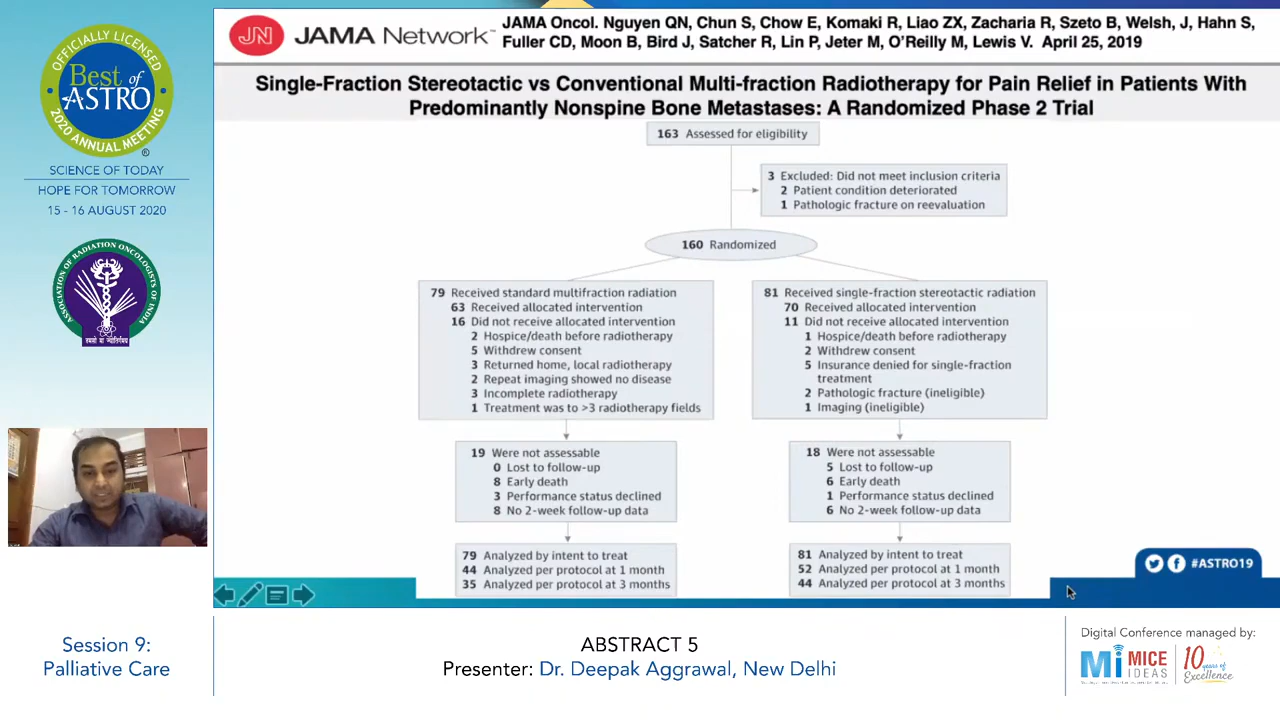 OFFICIALLY LICENSED
Best of
ASTRO
2020 ANNUAL MEETING
®
SCIENCE OF TODAY
HOPE FOR TOMORROW
15 - 16 AUGUST 2020
ASSOCIATION OF RADIATION ONCOLOGISTS OF INDIA
JN JAMA Network™
JAMA Oncol. Nguyen QN, Chun S, Chow E, Komaki R, Liao ZX, Zacharia R, Szeto B, Welsh, J, Hahn S,
Fuller CD, Moon B, Bird J, Satcher R, Lin P, Jeter M, O'Reilly M, Lewis V. April 25, 2019
Single-Fraction Stereotactic vs Conventional Multi-fraction Radiotherapy for Pain Relief in Patients With
Predominantly Nonspine Bone Metastases: A Randomized Phase 2 Trial
163 Assessed for eligibility
3 Excluded: Did not meet inclusion criteria
2 Patient condition deteriorated
1 Pathologic fracture on reevaluation
160 Randomized
79 Received standard multifraction radiation
63 Received allocated intervention
16 Did not receive allocated intervention
2 Hospice/death before radiotherapy
5 Withdrew consent
3 Returned home, local radiotherapy
2 Repeat imaging showed no disease
3 Incomplete radiotherapy
1 Treatment was to >3 radiotherapy fields
81 Received single-fraction stereotactic radiation
70 Received allocated intervention
11 Did not receive allocated intervention
1 Hospice/death before radiotherapy
2 Withdrew consent
5 Insurance denied for single-fraction
treatment
2 Pathologic fracture (ineligible)
1 Imaging (ineligible)
19 Were not assessable
0 Lost to follow-up
8 Early death
3 Performance status declined
8 No 2-week follow-up data
18 Were not assessable
5 Lost to follow-up
6 Early death
1 Performance status declined
6 No 2-week follow-up data
79 Analyzed by intent to treat
44 Analyzed per protocol at 1 month
35 Analyzed per protocol at 3 months
81 Analyzed by intent to treat
52 Analyzed per protocol at 1 month
44 Analyzed per protocol at 3 months
#ASTRO19
Session 9:
Palliative Care
ABSTRACT 5
Presenter: Dr. Deepak Aggrawal, New Delhi
Digital Conference managed by:
Mi MICE
IDEAS
10 years of
Excellence